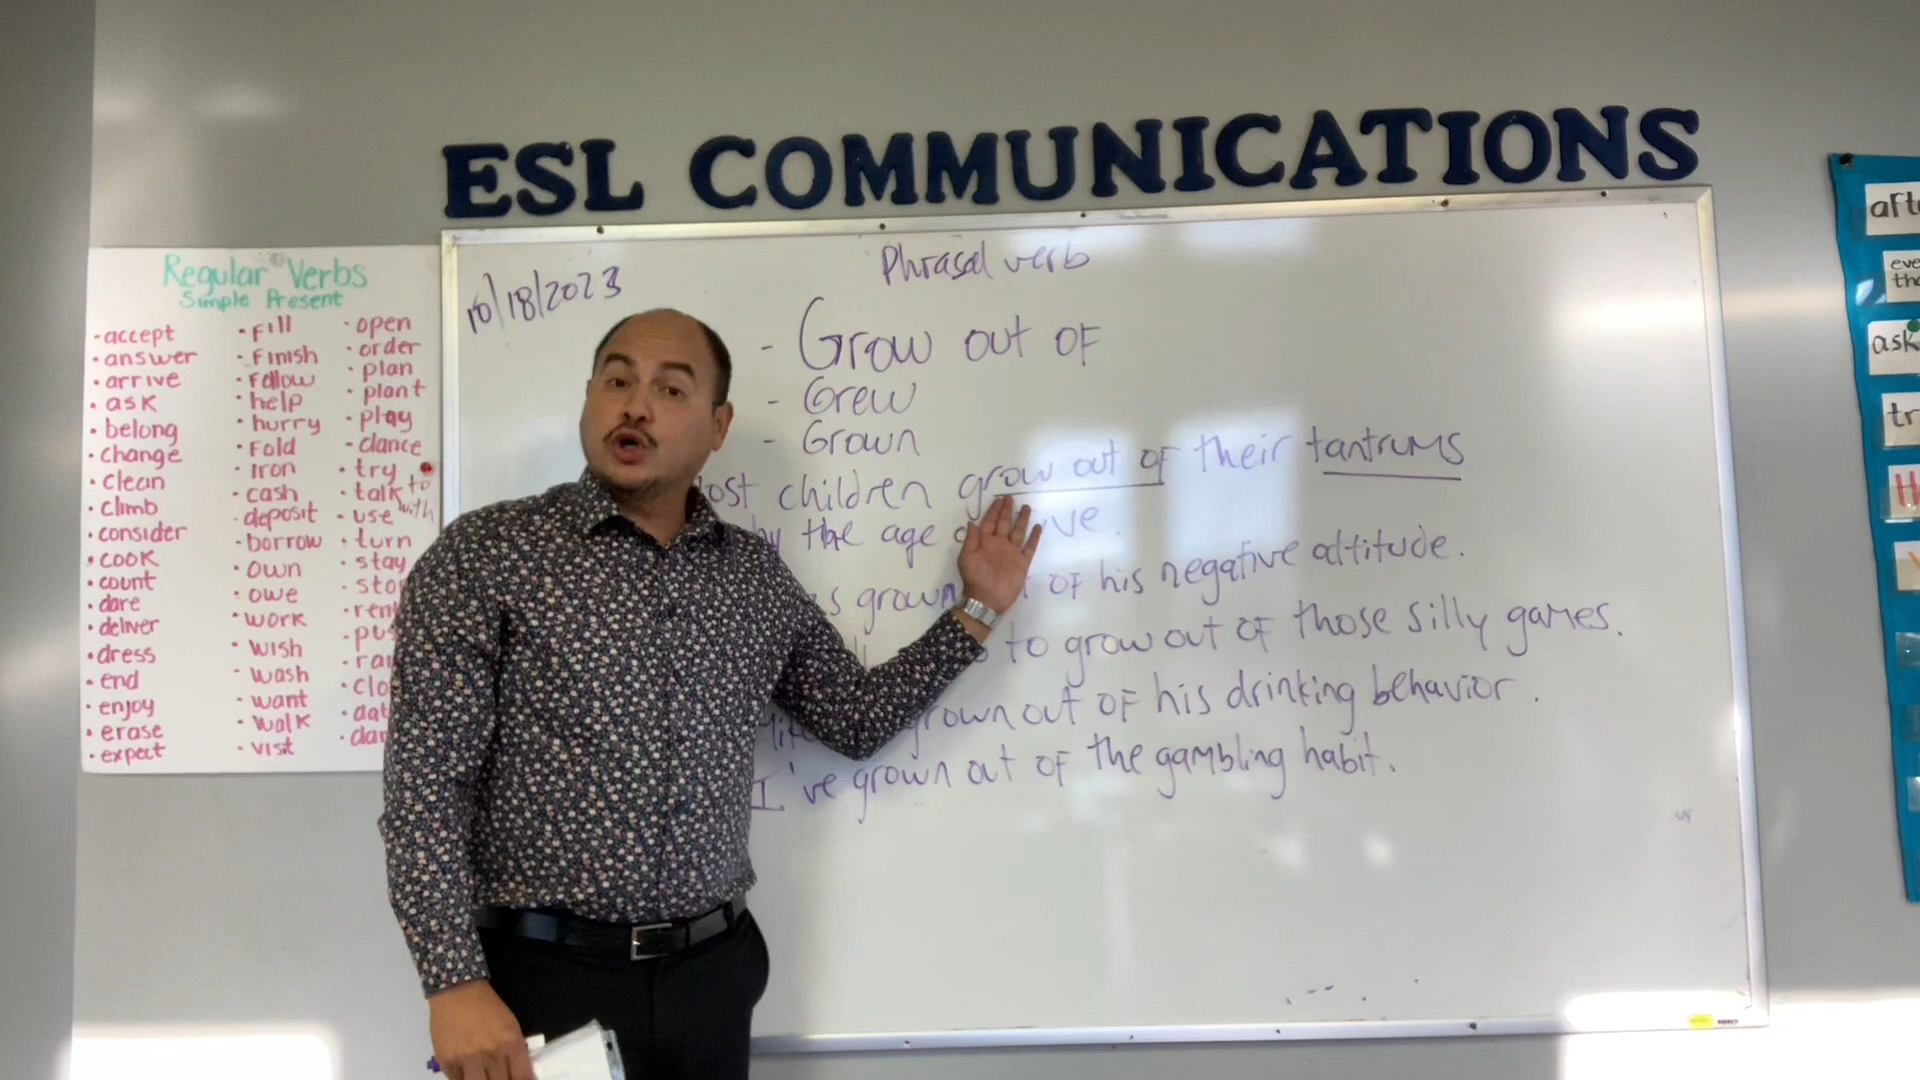 ESL COMMUNICATIONS
Regular Verbs
Simple Present
• accept
• answer
• arrive
• ask
• belong
• change
• clean
• climb
• consider
• cook
• count
• dare
• deliver
• dress
• end
• enjoy
• erase
• expect
• fill
• Finish
• Follow
• help
• hurry
• Fold
• Iron
• cash
• deposit
• borrow
• own
• owe
• work
• wish
• wash
• want
• walk
• visit
• open
• order
• plan
• plant
• play
• dance
• try
• talk to with
• use
• turn
• stay
10/18/2023
Phrasal verb
- Grow out of
- Grew
- Grown
children grow out of their tantrums
the age
grown of his negative attitude.
to grow out of those silly games.
grown out of his drinking behavior.
I've grown out of the gambling habit.
ask